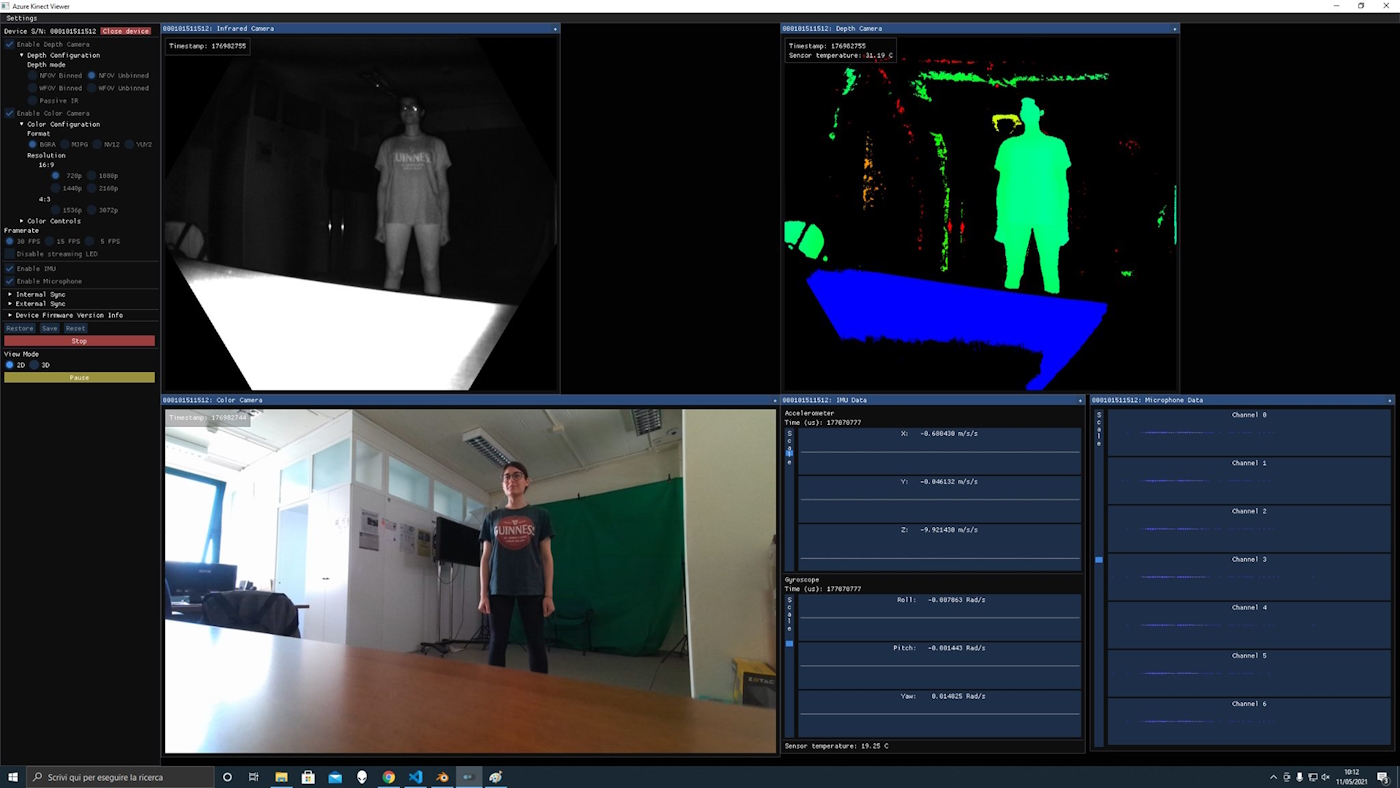 Azure Kinect Viewer
Settings
Device S/N: 000101511512 Close device
Enable Depth Camera
Depth Configuration
Depth mode
NFOV Binned NFOV Unbinned
WFOV Binned WFOV Unbinned
Passive IR
Enable Color Camera
Color Configuration
Format
BGRA MJPG NV12 YUY2
Resolution
16:9
720p 1080p
1440p 2160p
4:3
1536p 3072p
Color Controls
Framerate
30 FPS 15 FPS 5 FPS
Disable streaming LED
Enable IMU
Enable Microphone
Internal Sync
External Sync
Device Firmware Version Info
Restore Save Reset
Stop
View Mode
2D 3D
Pause
000101511512: Infrared Camera
Timestamp: 176982755
GUINNESS
000101511512: Depth Camera
Timestamp: 176982755
Sensor temperature: 31.19 C
000101511512: Color Camera
Timestamp: 176982744
GUINNESS
ZOTAC
000101511512: IMU Data
Accelerometer
Time (us): 177070777
Scale
X: -0.680430 m/s/s
Y: -0.046132 m/s/s
Z: -9.921430 m/s/s
Gyroscope
Time (us): 177070777
Scale
Roll: -0.007063 Rad/s
Pitch: -0.001443 Rad/s
Yaw: 0.014025 Rad/s
Sensor temperature: 19.25 C
000101511512: Microphone Data
Scale
Channel 0
Channel 1
Channel 2
Channel 3
Channel 4
Channel 5
Channel 6
Scrivi qui per eseguire la ricerca
10:12
11/05/2021
3